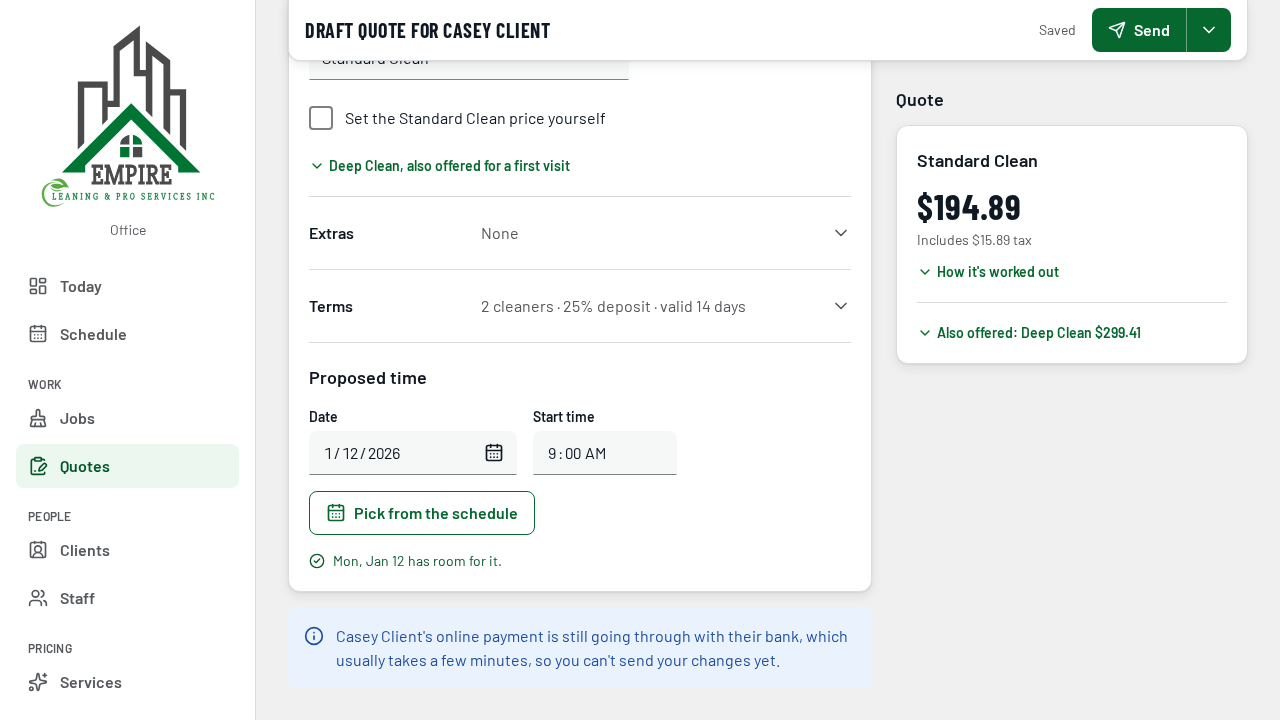 EMPIRE
LEANING & PRO SERVICES INC
Office
Today
Schedule
WORK
Jobs
Quotes
PEOPLE
Clients
Staff
PRICING
Services
DRAFT QUOTE FOR CASEY CLIENT
Saved
Send
Standard Clean
Set the Standard Clean price yourself
Deep Clean, also offered for a first visit
Extras
None
Terms
2 cleaners · 25% deposit · valid 14 days
Proposed time
Date
Start time
1/12/2026
9:00 AM
Pick from the schedule
Mon, Jan 12 has room for it.
Casey Client's online payment is still going through with their bank, which
usually takes a few minutes, so you can't send your changes yet.
Quote
Standard Clean
$194.89
Includes $15.89 tax
How it's worked out
Also offered: Deep Clean $299.41